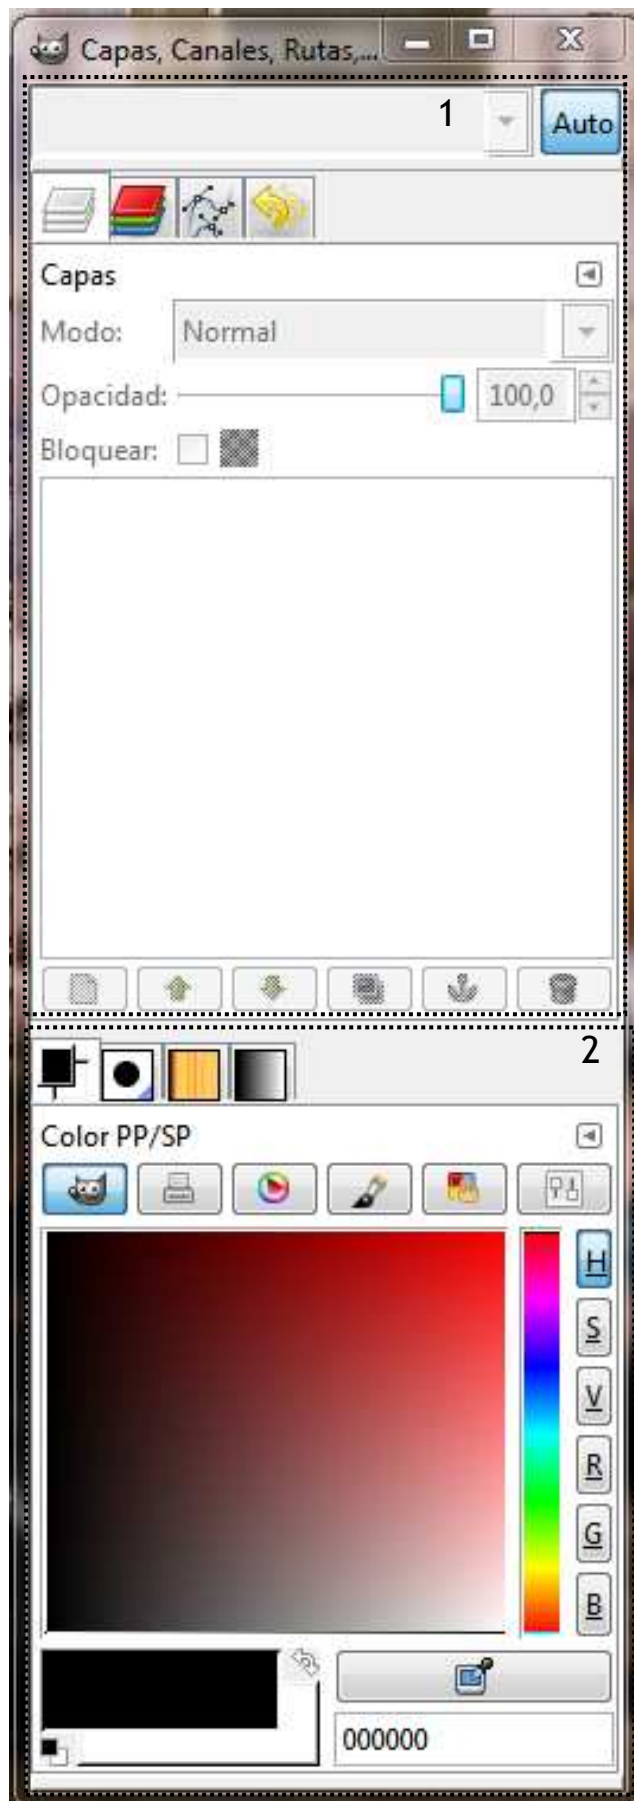 Capas, Canales, Rutas,...
1
Auto
Capas
Modo: Normal
Opacidad: 100,0
Bloquear:
2
Color PP/SP
H
S
V
R
G
B
000000